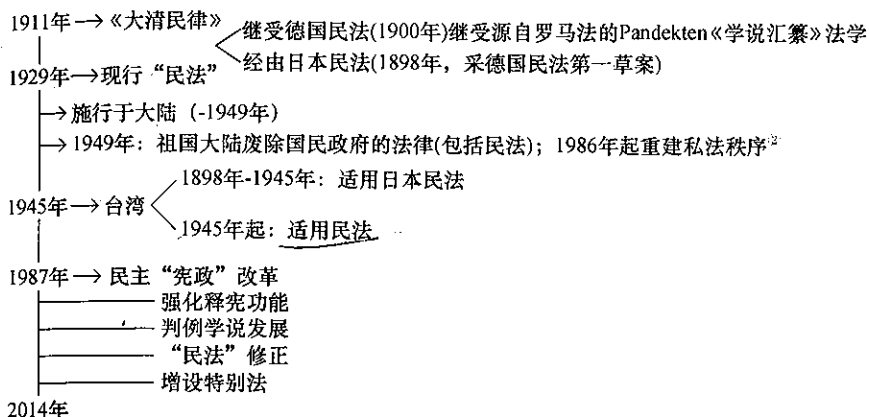 1911年→《大清民律》
继受德国民法(1900年)继受源自罗马法的Pandekten《学说汇纂》法学
经由日本民法(1898年，采德国民法第一草案)
1929年→现行“民法”
→施行于大陆（-1949年）
→1949年：祖国大陆废除国民政府的法律(包括民法)；1986年起重建私法秩序②
1898年-1945年：适用日本民法
1945年→台湾
1945年起：适用民法
1987年→民主“宪政”改革
强化释宪功能
判例学说发展
“民法”修正
增设特别法
2014年